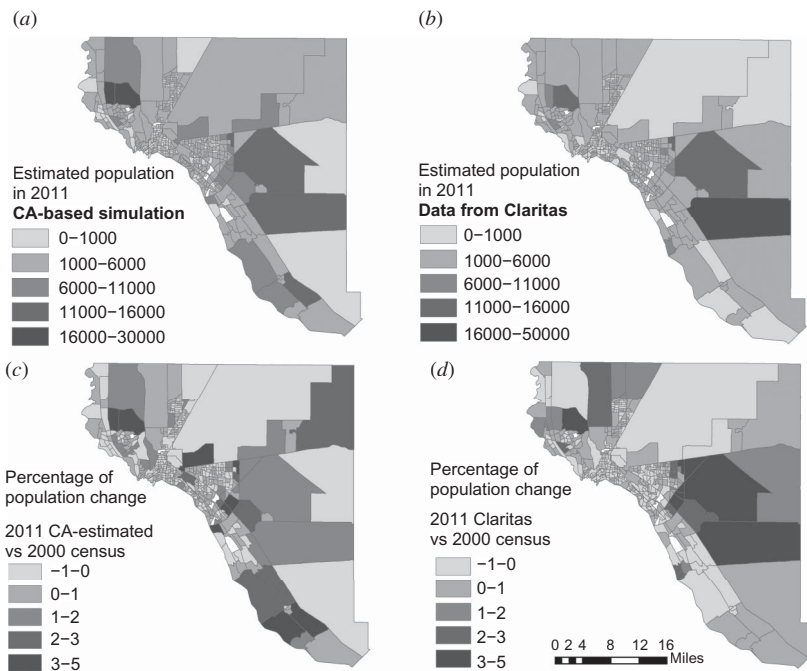 (a)
Estimated population
in 2011
CA-based simulation
0−1000
1000−6000
6000−11000
11000−16000
16000−30000
(b)
Estimated population
in 2011
Data from Claritas
0−1000
1000−6000
6000−11000
11000−16000
16000−50000
(c)
Percentage of
population change
2011 CA-estimated
vs 2000 census
−1−0
0−1
1−2
2−3
3−5
(d)
Percentage of
population change
2011 Claritas
vs 2000 census
−1−0
0−1
1−2
2−3
3−5
0 2 4 8 12 16
Miles